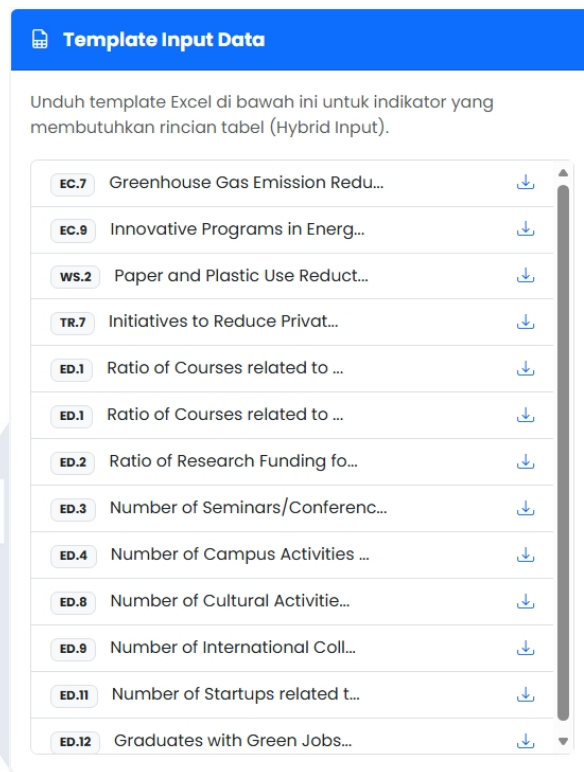 Template Input Data
Unduh template Excel di bawah ini untuk indikator yang
membutuhkan rincian tabel (Hybrid Input).
EC.7 Greenhouse Gas Emission Redu...
EC.9 Innovative Programs in Energ...
WS.2 Paper and Plastic Use Reduct...
TR.7 Initiatives to Reduce Privat...
ED.1 Ratio of Courses related to ...
ED.1 Ratio of Courses related to ...
ED.2 Ratio of Research Funding fo...
ED.3 Number of Seminars/Conferenc...
ED.4 Number of Campus Activities ...
ED.8 Number of Cultural Activitie...
ED.9 Number of International Coll...
ED.11 Number of Startups related t...
ED.12 Graduates with Green Jobs...